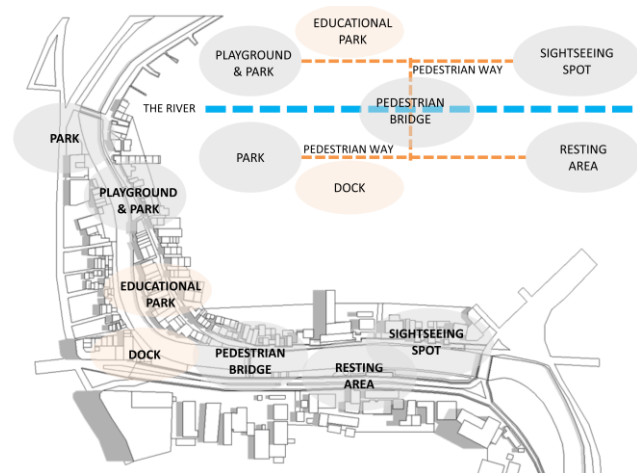 EDUCATIONAL
PARK
PLAYGROUND
& PARK
SIGHTSEEING
SPOT
PEDESTRIAN WAY
THE RIVER
PEDESTRIAN
BRIDGE
PARK
PEDESTRIAN WAY
RESTING
AREA
DOCK
PARK
PLAYGROUND
& PARK
EDUCATIONAL
PARK
DOCK
PEDESTRIAN
BRIDGE
RESTING
AREA
SIGHTSEEING
SPOT